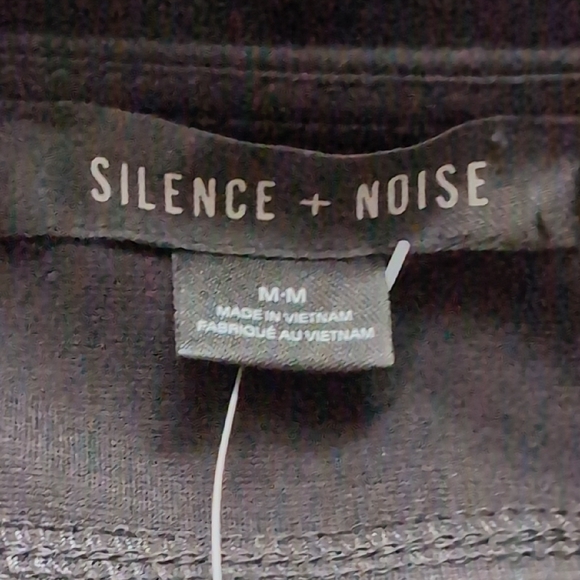 SILENCE + NOISE
M·M
MADE IN VIETNAM
FABRIQUÉ AU VIETNAM